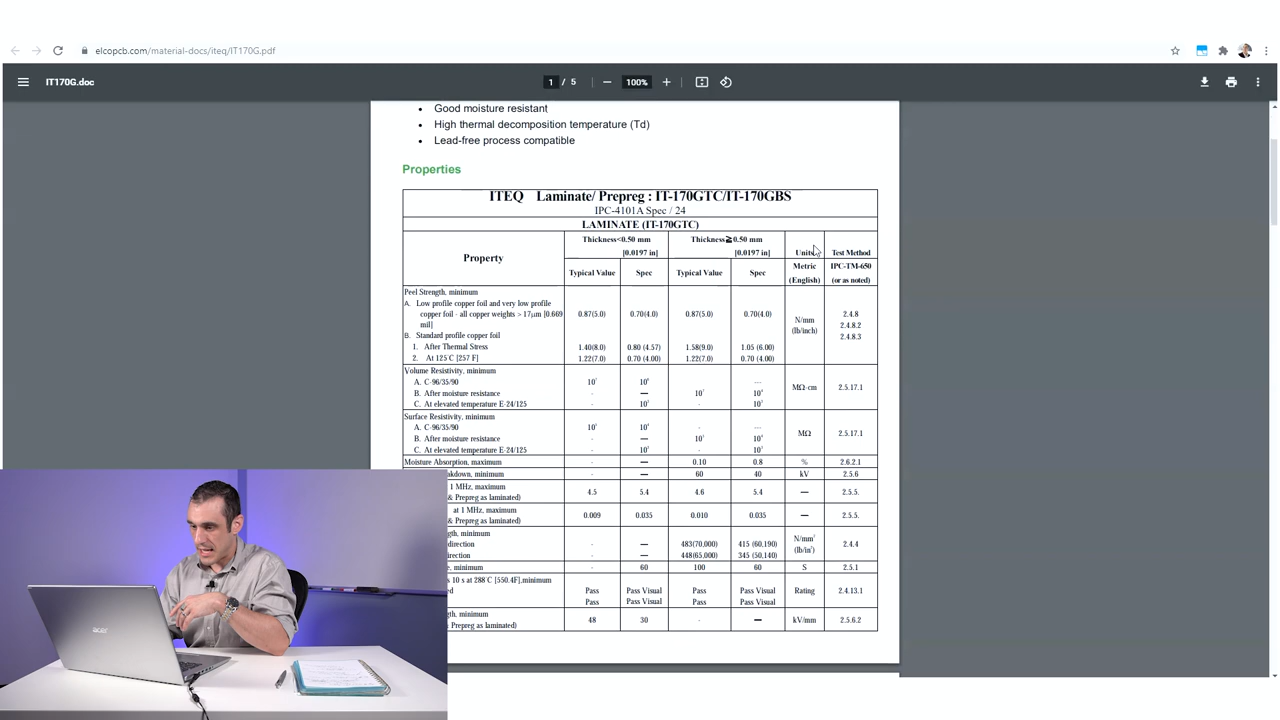 elcopcb.com/material-docs/iteq/IT170G.pdf
IT170G.doc
1 / 5
100%
Good moisture resistant
High thermal decomposition temperature (Td)
Lead-free process compatible
Properties
ITEQ Laminate/ Prepreg : IT-170GTC/IT-170GBS
IPC-4101A Spec / 24
LAMINATE (IT-170GTC)
Property
Thickness<0.50 mm
[0.0197 in]
Thickness≧0.50 mm
[0.0197 in]
Units
Test Method
Typical Value Spec Typical Value Spec
Metric
(English)
IPC-TM-650
(or as noted)
Peel Strength, minimum
A. Low profile copper foil and very low profile
copper foil - all copper weights > 17μm [0.669
mil]
0.87(5.0) 0.70(4.0) 0.87(5.0) 0.70(4.0)
B. Standard profile copper foil
1. After Thermal Stress 1.40(8.0) 0.80 (4.57) 1.58(9.0) 1.05 (6.00)
2. At 125˚C [257 F] 1.22(7.0) 0.70 (4.00) 1.22(7.0) 0.70 (4.00)
N/mm
(lb/inch)
2.4.8
2.4.8.2
2.4.8.3
Volume Resistivity, minimum
A. C-96/35/90
B. After moisture resistance
C. At elevated temperature E-24/125
MΩ-cm 2.5.17.1
Surface Resistivity, minimum
A. C-96/35/90
B. After moisture resistance
C. At elevated temperature E-24/125
MΩ 2.5.17.1
Moisture Absorption, maximum - — 0.10 0.8 % 2.6.2.1
kdown, minimum - — 60 40 kV 2.5.6
1 MHz, maximum
& Prepreg as laminated)
4.5 5.4 4.6 5.4 — 2.5.5.
at 1 MHz, maximum
& Prepreg as laminated)
0.009 0.035 0.010 0.035 — 2.5.5.
gth, minimum
direction - — 483(70,000) 415 (60,190)
irection - — 448(65,000) 345 (50,140)
N/mm²
(lb/in²)
2.4.4
e, minimum - 60 100 60 S 2.5.1
s 10 s at 288˚C [550.4F],minimum
ed Pass Pass Visual Pass Pass Visual
Pass Pass Visual Pass Pass Visual
Rating 2.4.13.1
gth, minimum
& Prepreg as laminated)
48 30 - — kV/mm 2.5.6.2
acer